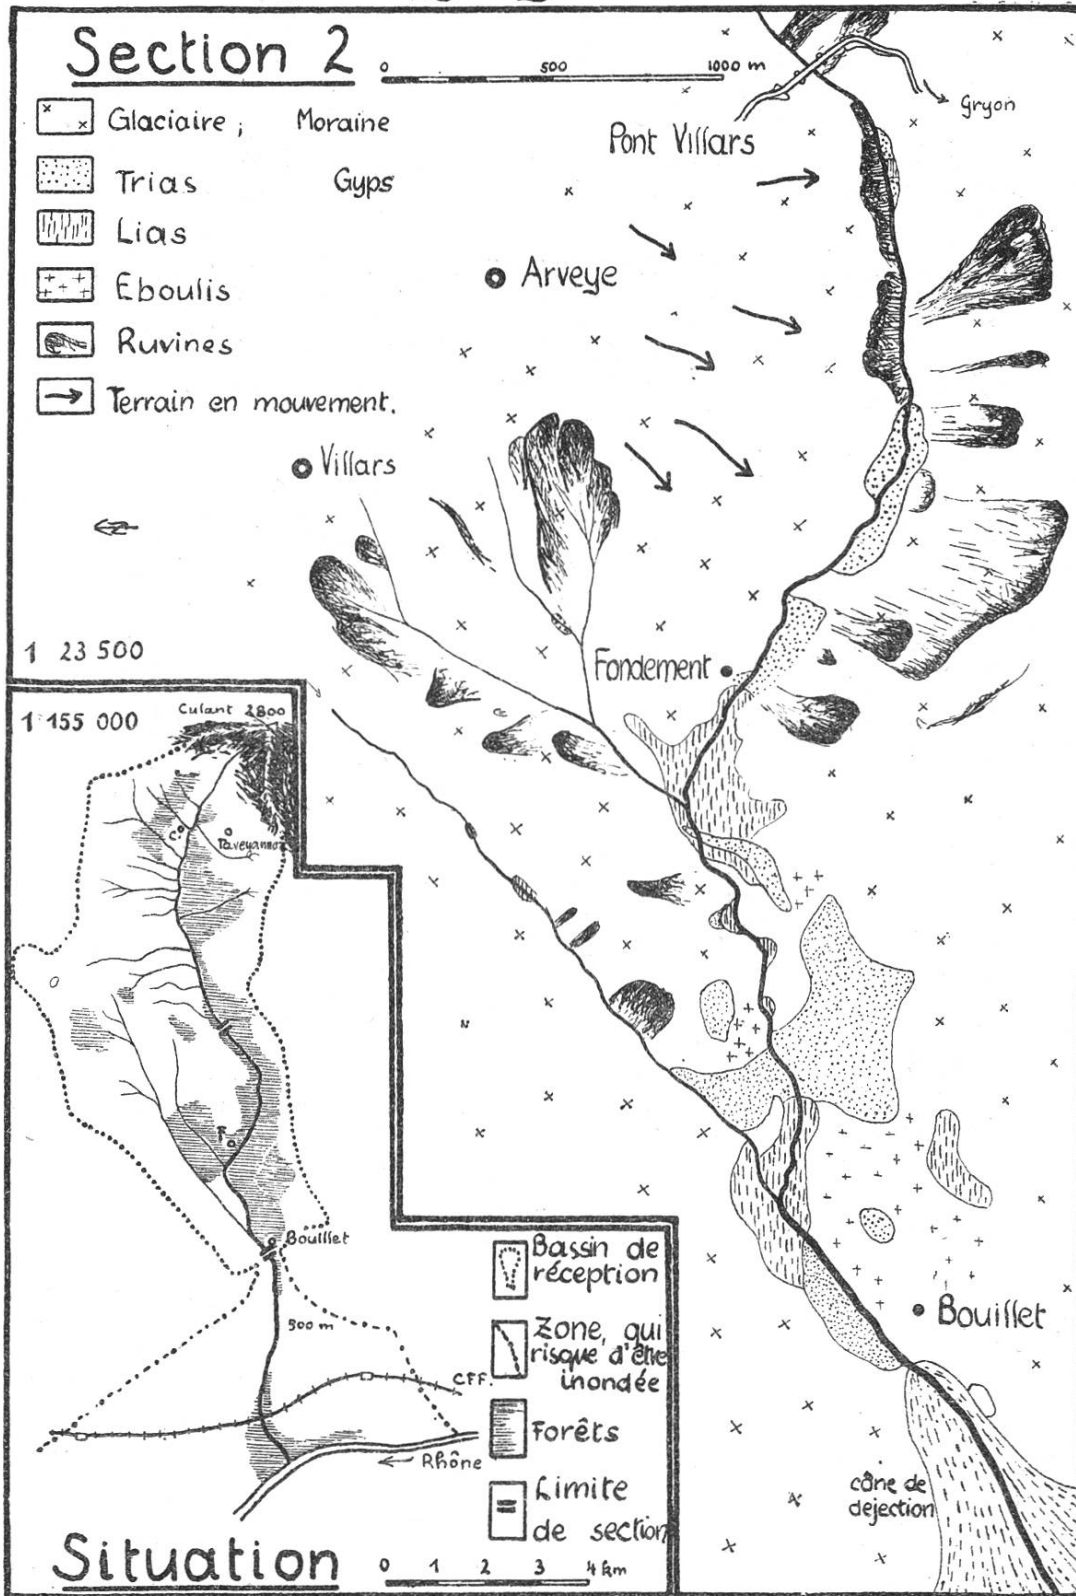 Section 2
0 500 1000 m
Glaciaire ; Moraine
Trias Gyps
Lias
Eboulis
Ruvines
Terrain en mouvement.
Gryon
Pont Villars
Arveye
Villars
Fondement
Bouillet
cône de
dejection
1 23 500
1 155 000
Culant 2800
C
Taveyanno
F
Bouillet
500 m
CFF.
Rhône
Bassin de
réception
Zone, qui
risque d'être
inondée
Forêts
Limite
de section
Situation
0 1 2 3 4 km